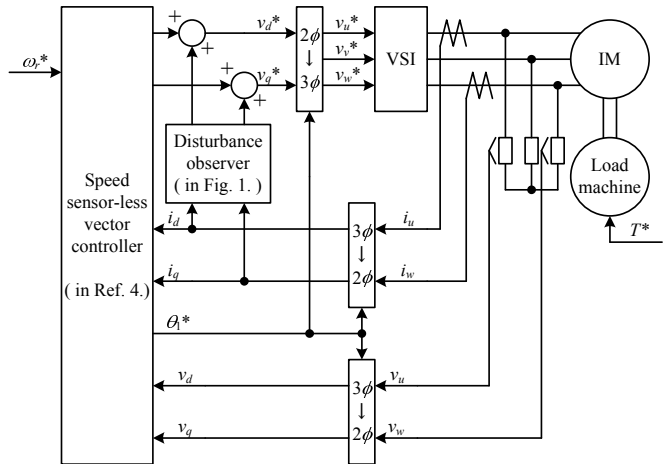 ωr*
Speed
sensor-less
vector
controller
( in Ref. 4.)
+
+
+
+
Disturbance
observer
( in Fig. 1. )
vd*
vq*
2ϕ
↓
3ϕ
vu*
vv*
vw*
VSI
IM
Load
machine
T*
id
iq
3ϕ
↓
2ϕ
iu
iw
θ1*
vd
vq
3ϕ
↓
2ϕ
vu
vw